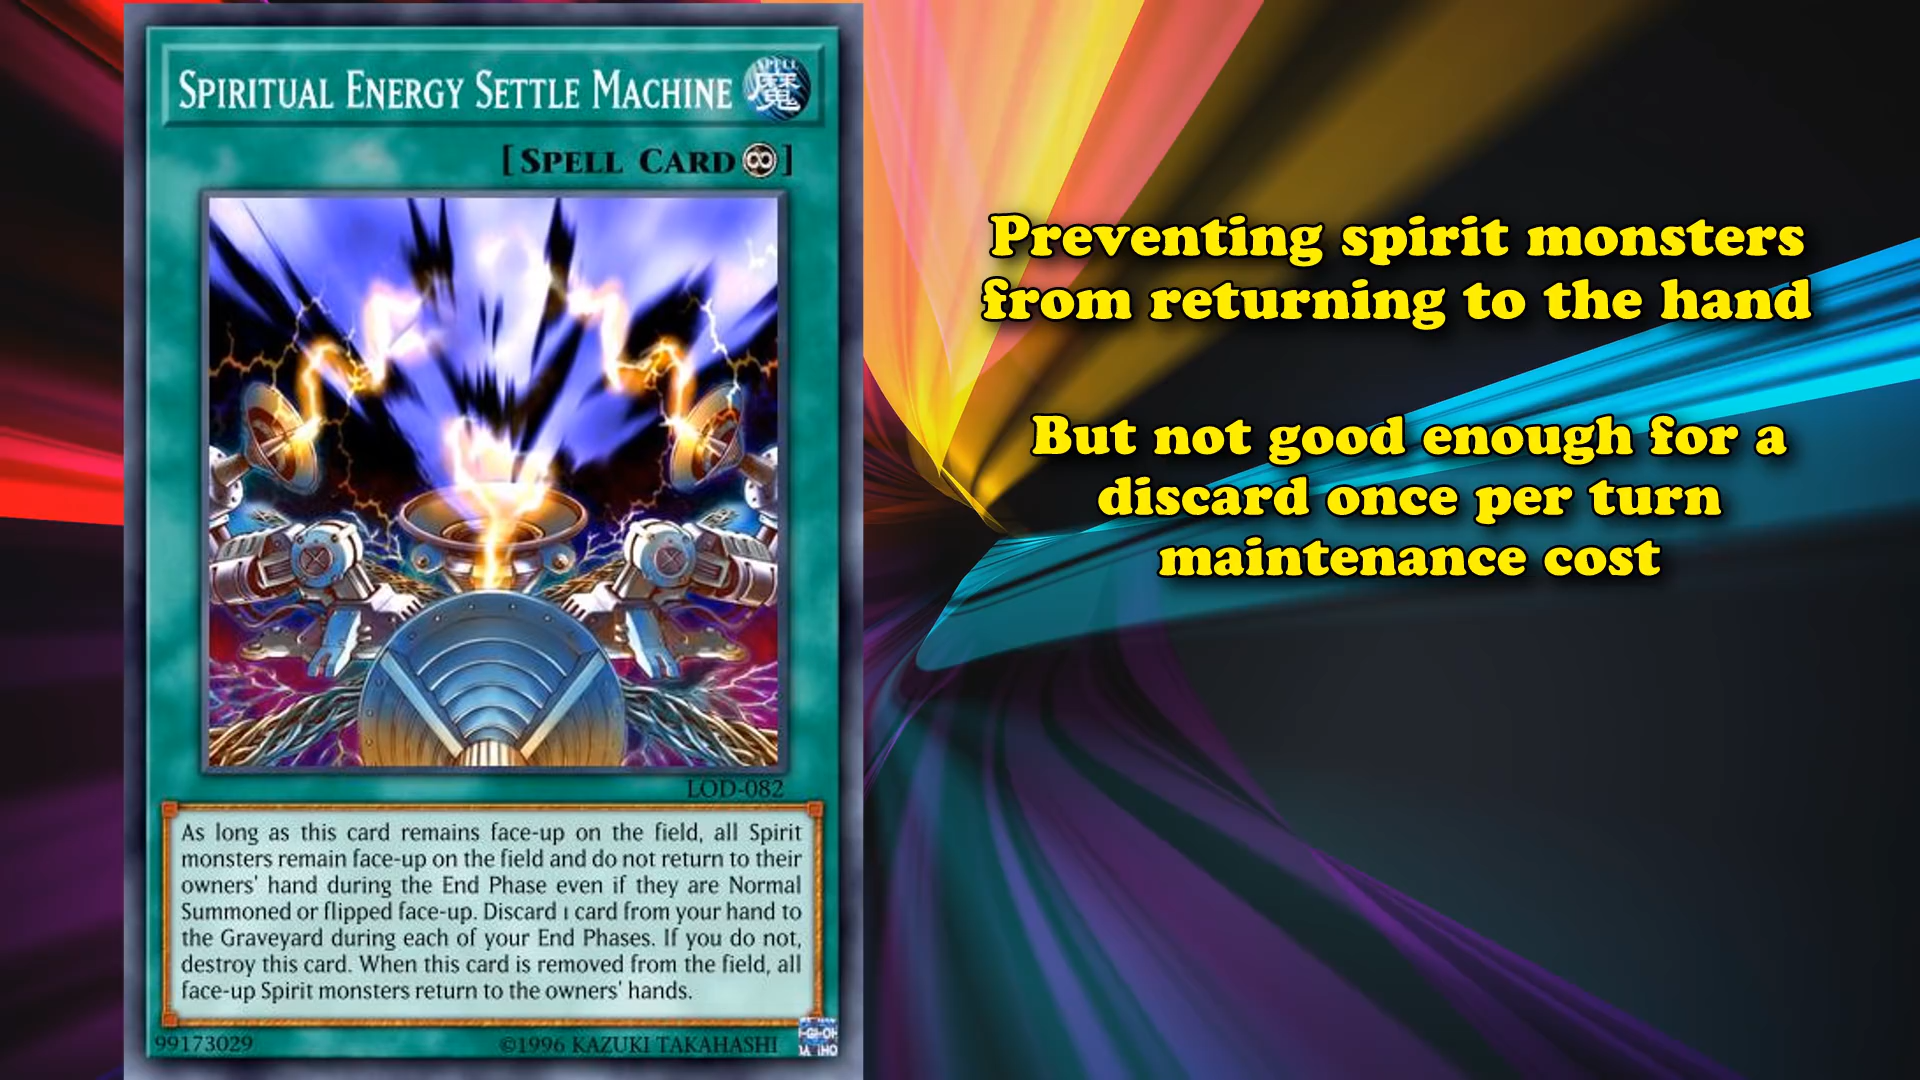 SPIRITUAL ENERGY SETTLE MACHINE
SPELL
魔
[SPELL CARD]
LOD-082
As long as this card remains face-up on the field, all Spirit
monsters remain face-up on the field and do not return to their
owners' hand during the End Phase even if they are Normal
Summoned or flipped face-up. Discard 1 card from your hand to
the Graveyard during each of your End Phases. If you do not,
destroy this card. When this card is removed from the field, all
face-up Spirit monsters return to the owners' hands.
99173029
©1996 KAZUKI TAKAHASHI
Preventing spirit monsters
from returning to the hand
But not good enough for a
discard once per turn
maintenance cost